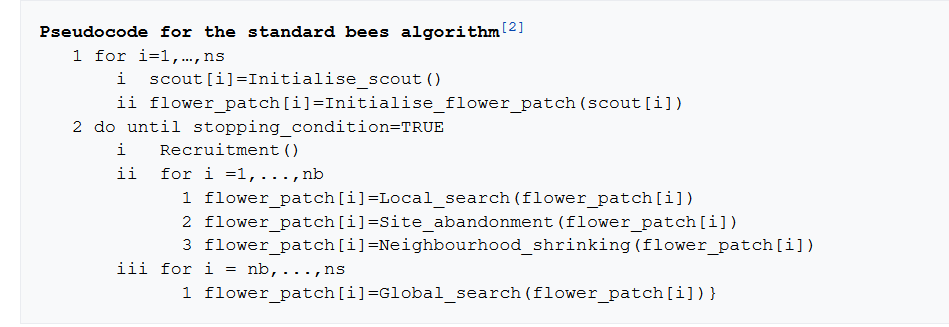 Pseudocode for the standard bees algorithm[2]
1 for i=1,…,ns
i scout[i]=Initialise_scout()
ii flower_patch[i]=Initialise_flower_patch(scout[i])
2 do until stopping_condition=TRUE
i Recruitment()
ii for i =1,...,nb
1 flower_patch[i]=Local_search(flower_patch[i])
2 flower_patch[i]=Site_abandonment(flower_patch[i])
3 flower_patch[i]=Neighbourhood_shrinking(flower_patch[i])
iii for i = nb,...,ns
1 flower_patch[i]=Global_search(flower_patch[i])}